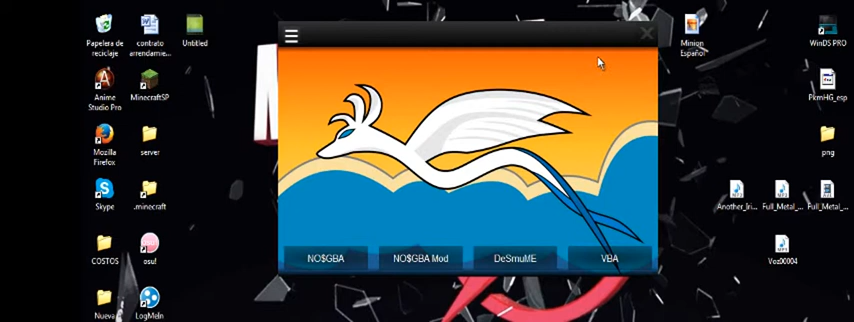 Papelera de
reciclaje
contrato
arrendamie...
Untitled
Minion
Español
WinDS PRO
Anime
Studio Pro
MinecraftSP
PkmHG_esp
Mozilla
Firefox
server
png
Skype
.minecraft
Another_Iri...
Full_Metal_...
Full_Metal_...
COSTOS
osu!
Voz00004
NO$GBA
NO$GBA Mod
DeSmuME
VBA
Nueva
LogMeIn